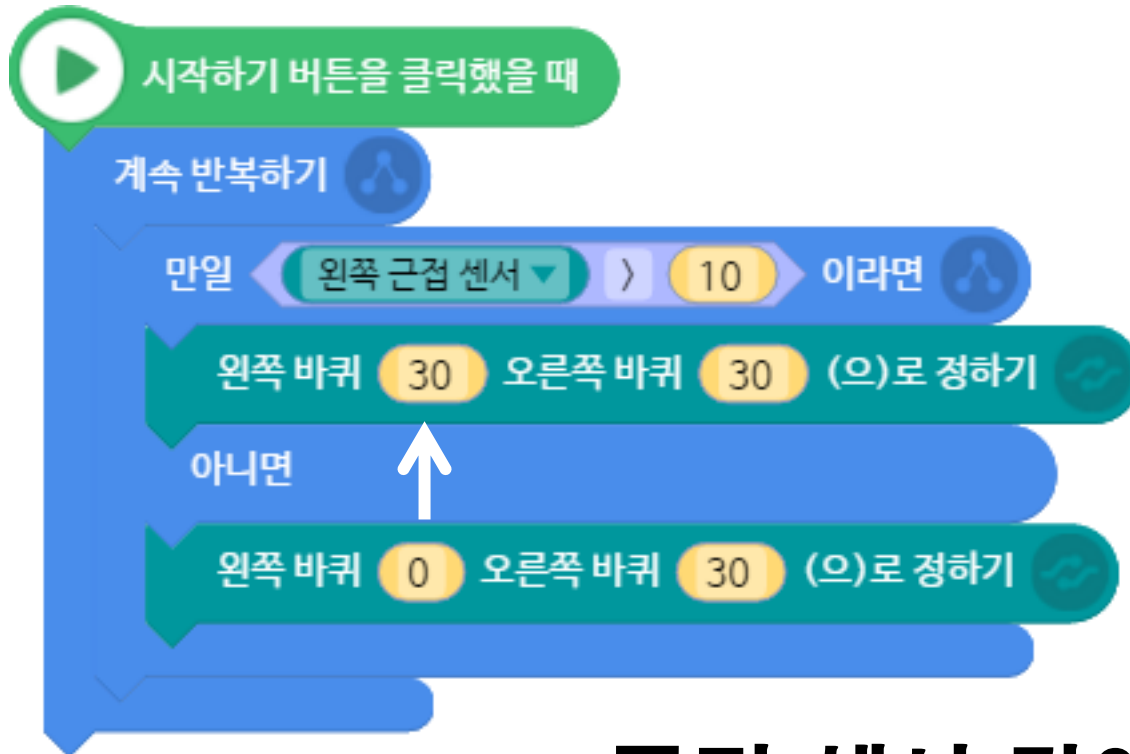 시작하기 버튼을 클릭했을 때
계속 반복하기
만일 왼쪽 근접 센서 > 10 이라면
왼쪽 바퀴 30 오른쪽 바퀴 30 (으)로 정하기
아니면
왼쪽 바퀴 0 오른쪽 바퀴 30 (으)로 정하기